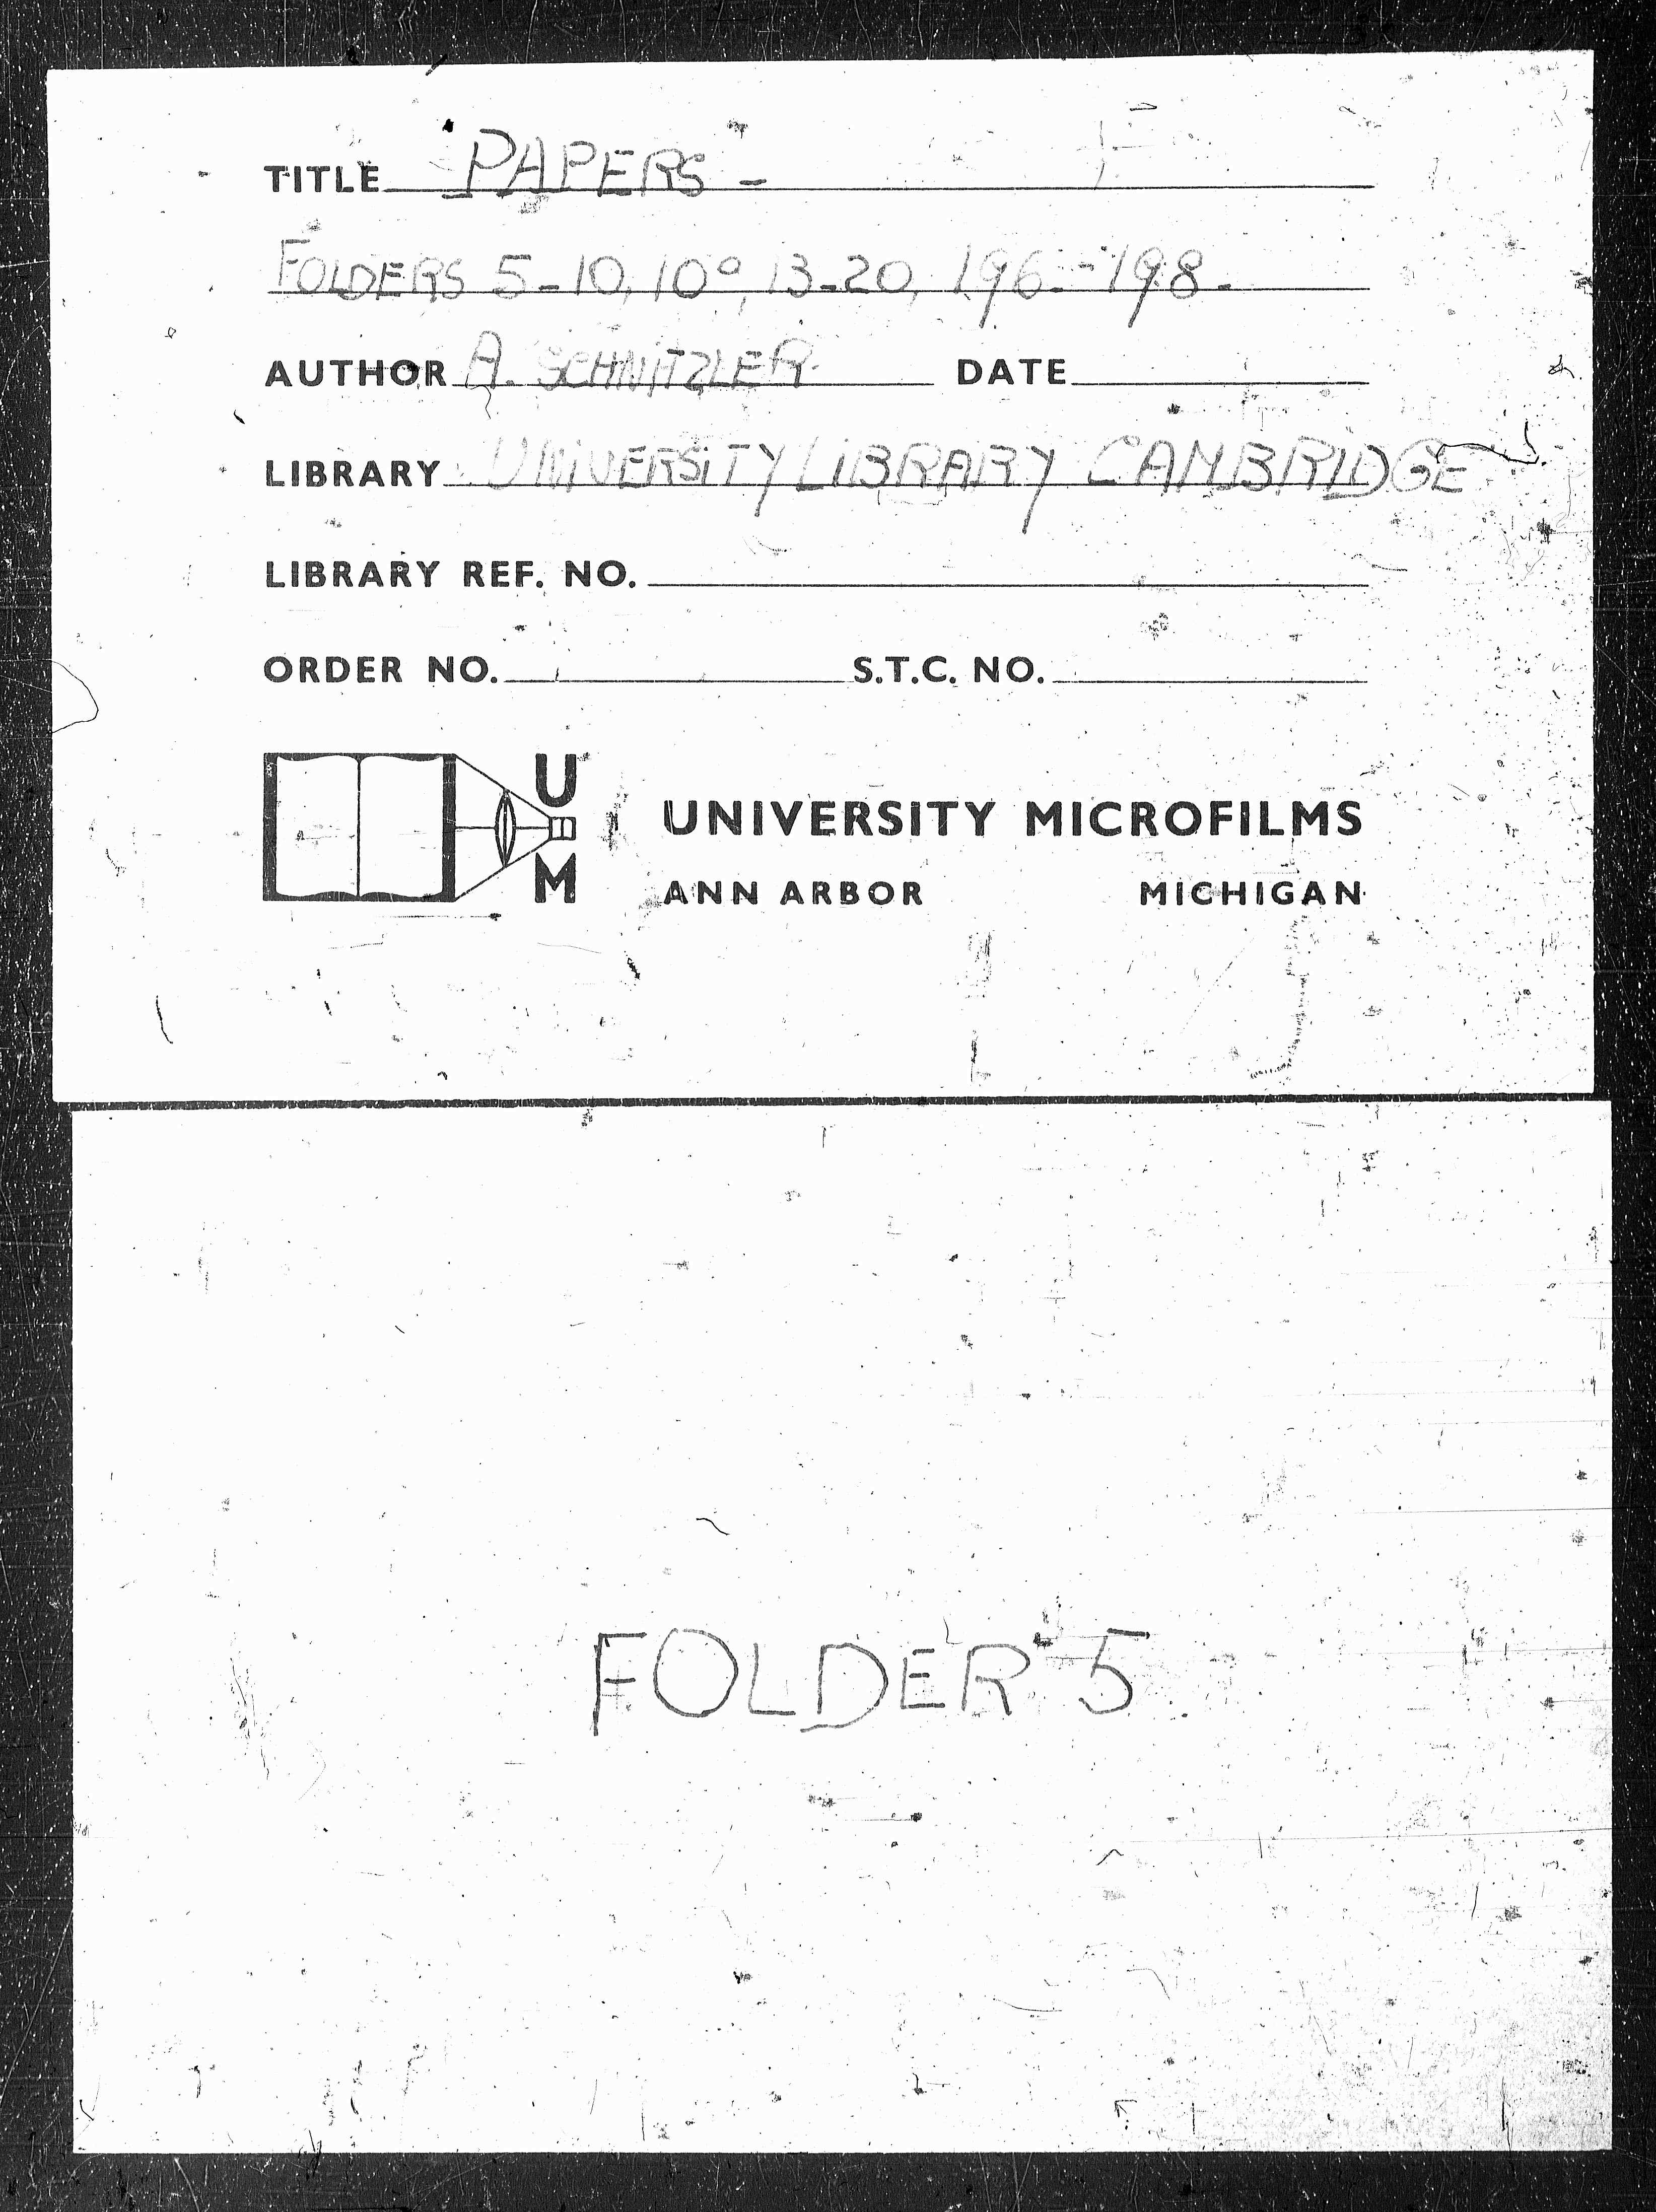 TITLE PAPERS -
FOLDERS 5-10, 10°, 13-20, 196-198.
AUTHOR A. SCHNITZLER. DATE
LIBRARY UNIVERSITY LIBRARY CAMBRIDGE
LIBRARY REF. NO.
ORDER NO. S.T.C. NO.
U
M
UNIVERSITY MICROFILMS
ANN ARBOR MICHIGAN
FOLDER 5